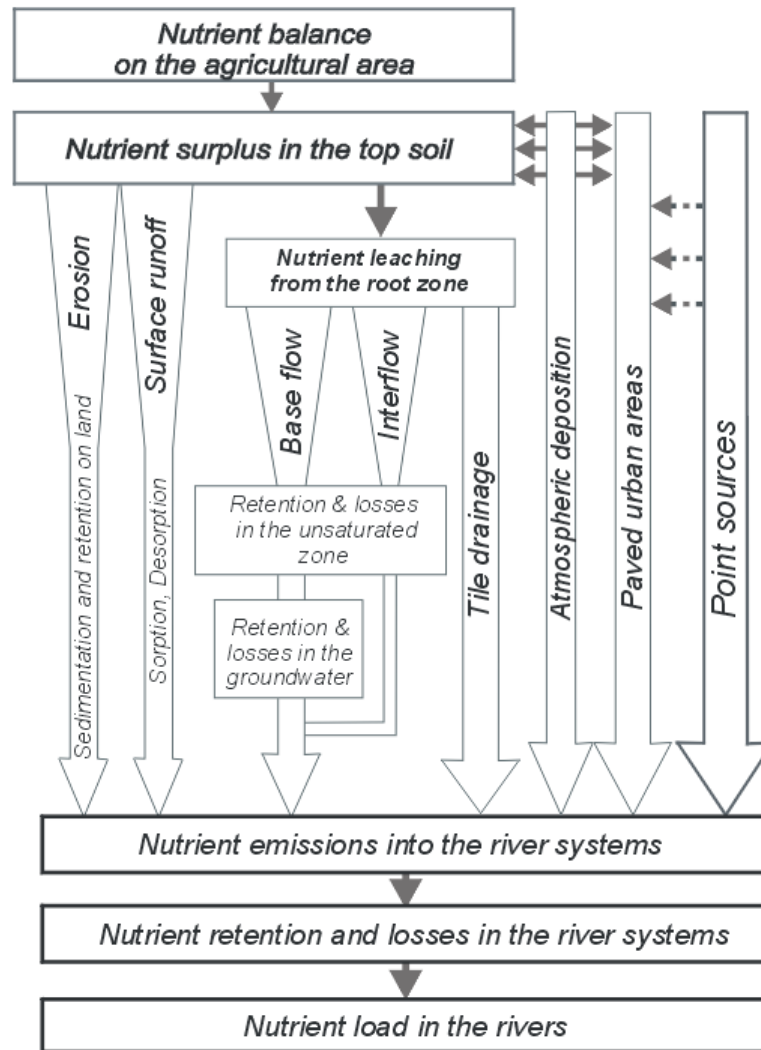 Nutrient balance
on the agricultural area
Nutrient surplus in the top soil
Erosion
Sedimentation and retention on land
Surface runoff
Sorption, Desorption
Nutrient leaching
from the root zone
Base flow
Interflow
Retention & losses
in the unsaturated
zone
Retention &
losses in the
groundwater
Tile drainage
Atmospheric deposition
Paved urban areas
Point sources
Nutrient emissions into the river systems
Nutrient retention and losses in the river systems
Nutrient load in the rivers